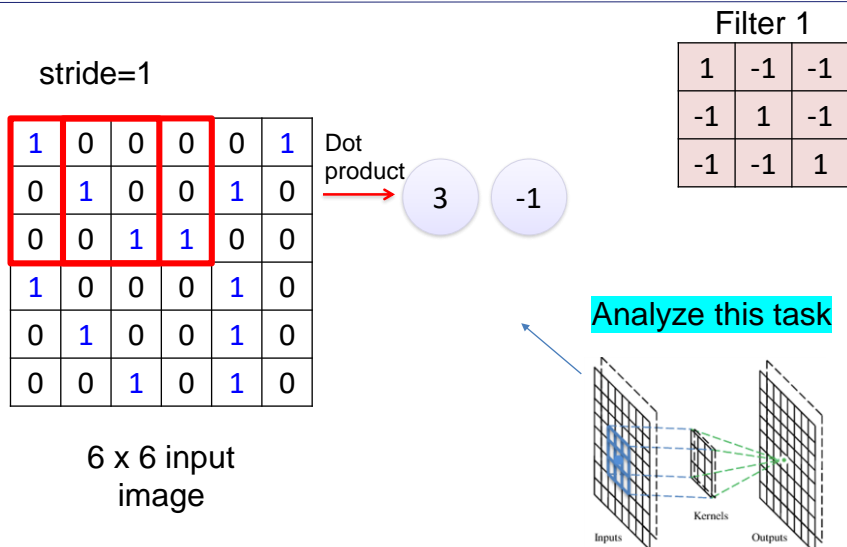 Filter 1
1 -1 -1
-1 1 -1
-1 -1 1
stride=1
1 0 0 0 0 1
0 1 0 0 1 0
0 0 1 1 0 0
1 0 0 0 1 0
0 1 0 0 1 0
0 0 1 0 1 0
Dot
product
3 -1
6 x 6 input
image
Analyze this task
Inputs
Kernels
Outputs